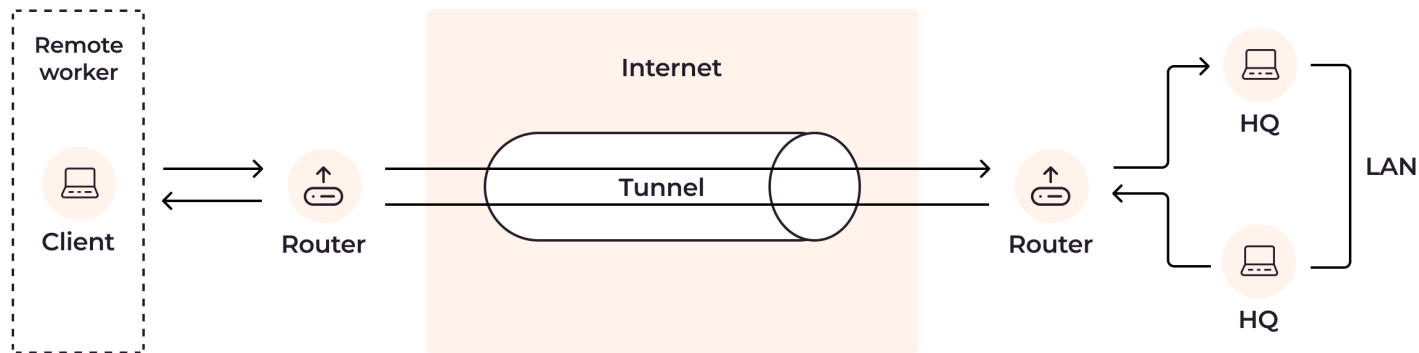 Remote
worker
Client
Router
Internet
Tunnel
Router
HQ
LAN
HQ